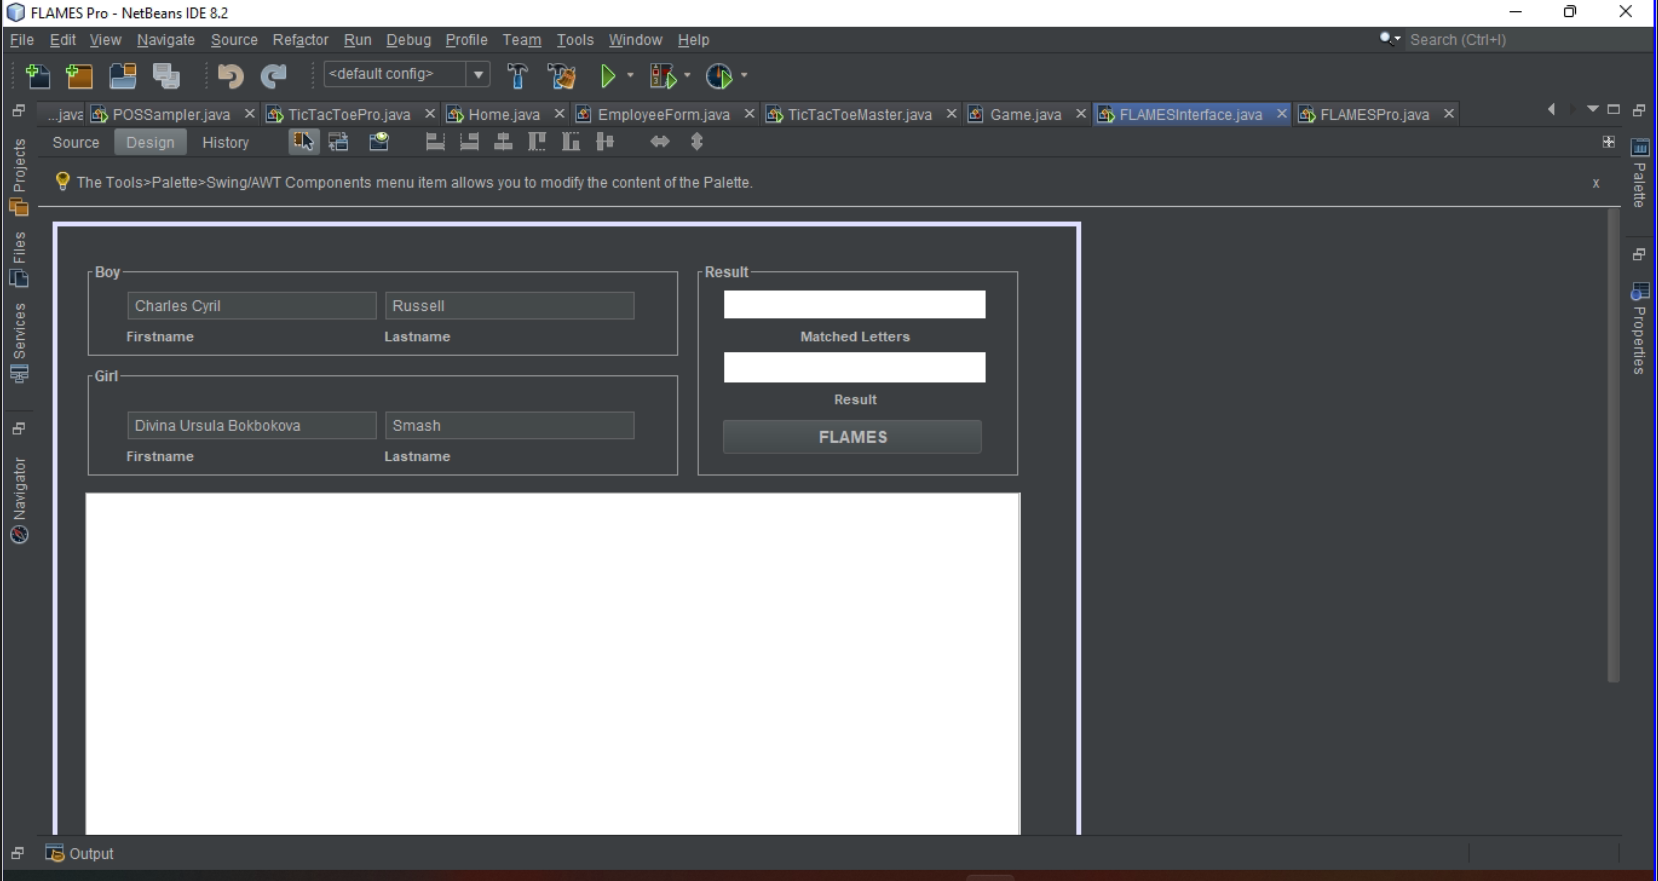 FLAMES Pro - NetBeans IDE 8.2
File Edit View Navigate Source Refactor Run Debug Profile Team Tools Window Help
Search (Ctrl+I)
<default config>
...java POSSampler.java TicTacToePro.java Home.java EmployeeForm.java TicTacToeMaster.java Game.java FLAMESInterface.java FLAMESPro.java
Source Design History
The Tools>Palette>Swing/AWT Components menu item allows you to modify the content of the Palette.
x
Projects
Files
Services
Navigator
Palette
Properties
Boy
Charles Cyril Russell
Firstname Lastname
Girl
Divina Ursula Bokbokova Smash
Firstname Lastname
Result
Matched Letters
Result
FLAMES
Output